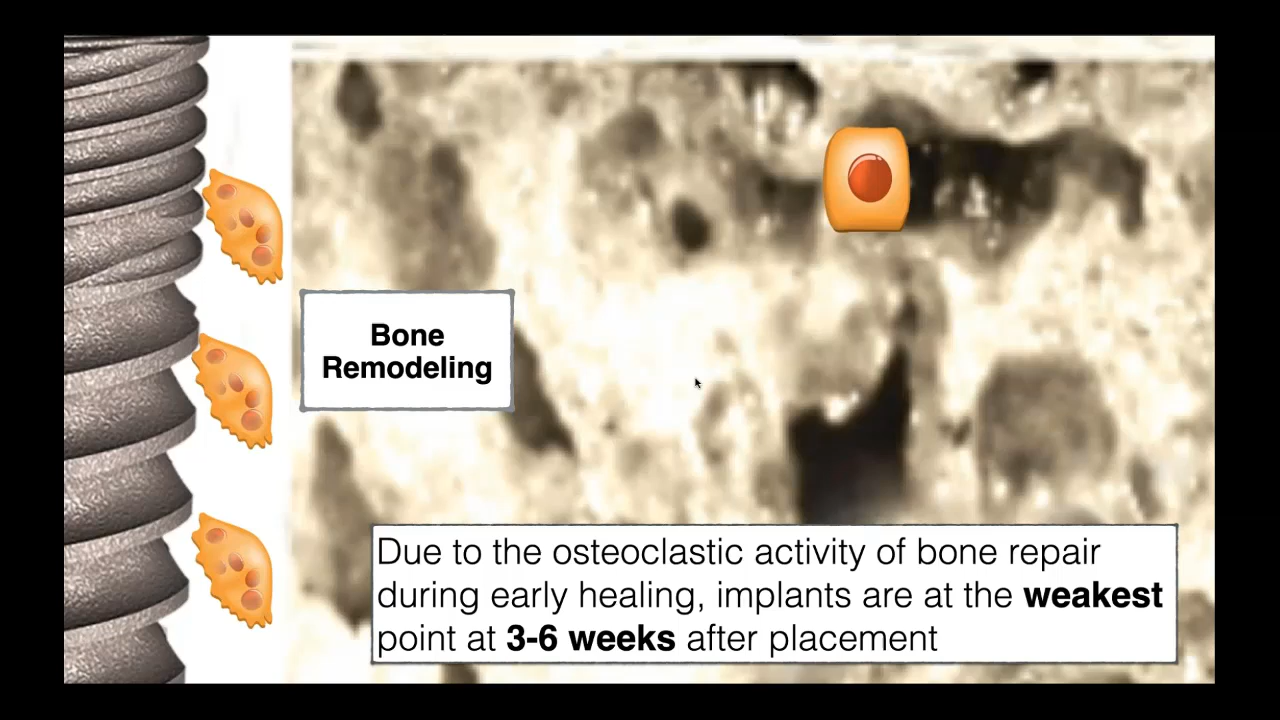 Bone
Remodeling
Due to the osteoclastic activity of bone repair
during early healing, implants are at the weakest
point at 3-6 weeks after placement